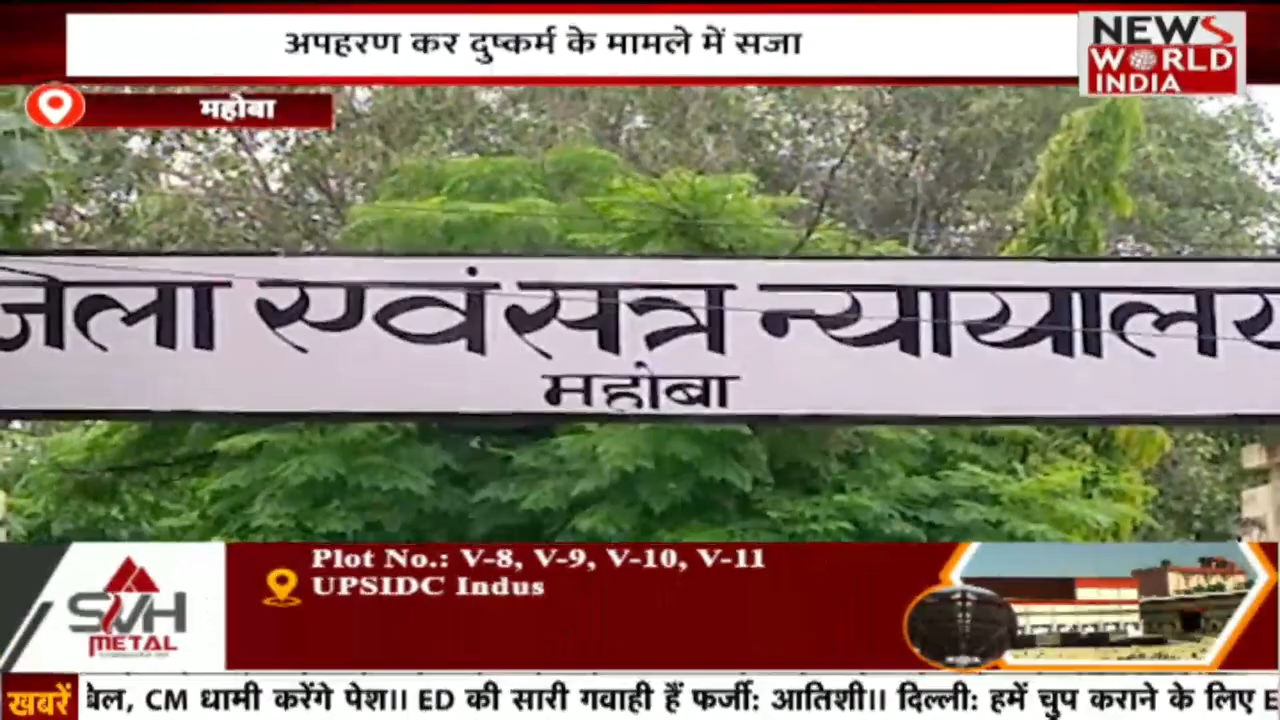 अपहरण कर दुष्कर्म के मामले में सजा
NEWS
WORLD
INDIA
महोबा
जिला एवं सत्र न्यायालय
महोबा
Plot No.: V-8, V-9, V-10, V-11
UPSIDC Indus
SVH
METAL
खबरें
बिल, CM धामी करेंगे पेश।। ED की सारी गवाही हैं फर्जी: आतिशी।। दिल्ली: हमें चुप कराने के लिए E